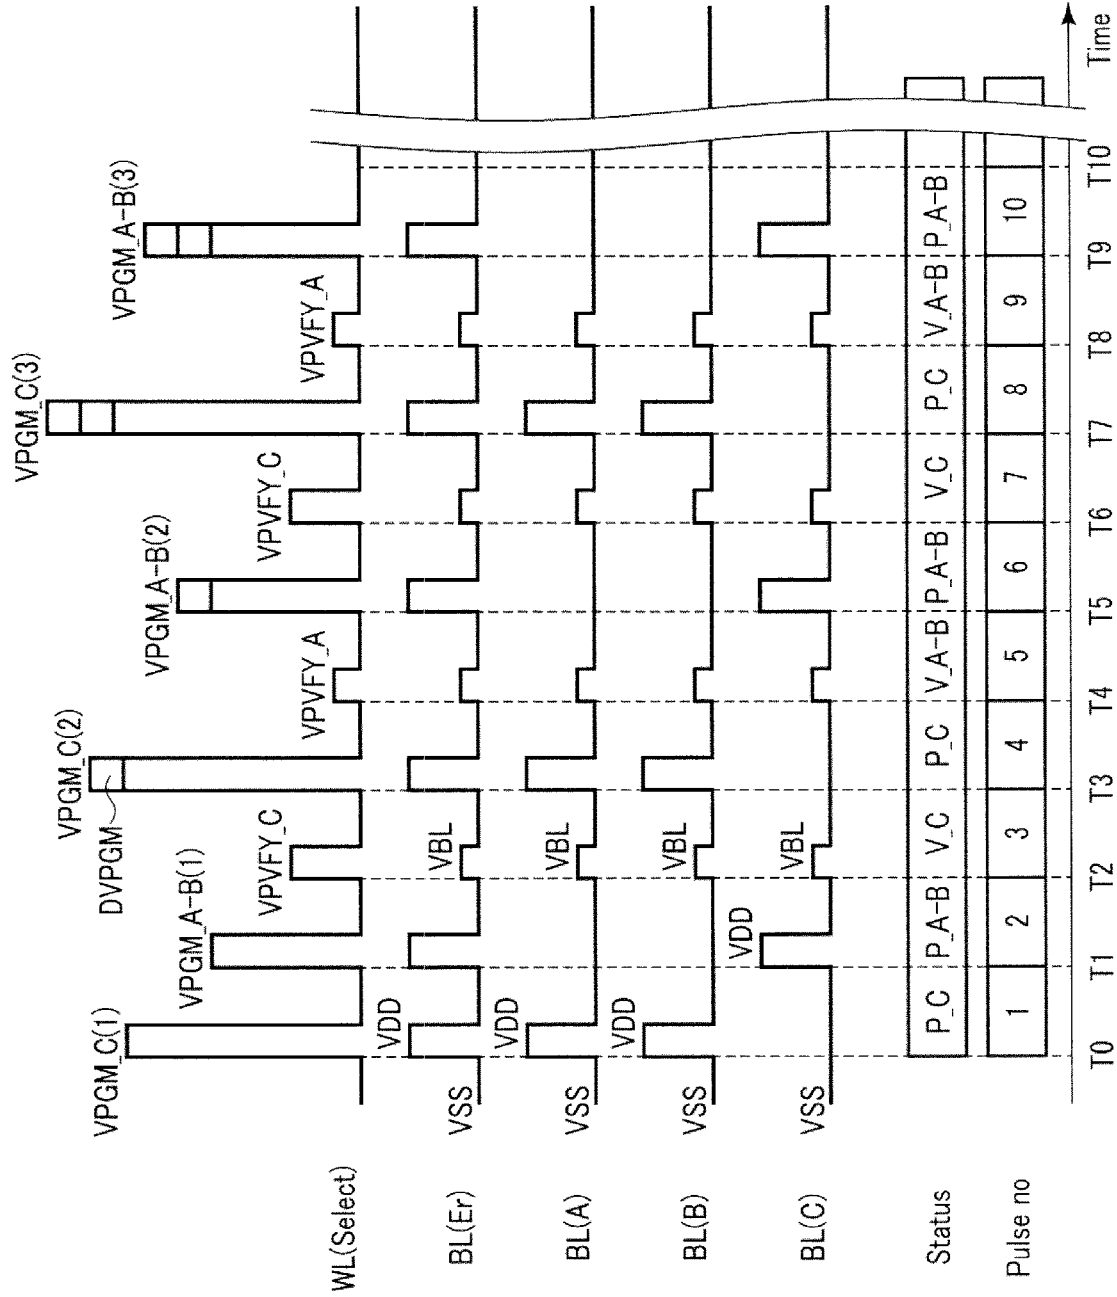 VPGM_C(1)
VPGM_A-B(1)
VPVFY_C
DVPGM
VPGM_C(2)
VPVFY_A
VPGM_A-B(2)
VPVFY_C
VPGM_C(3)
VPVFY_A
VPGM_A-B(3)
WL(Select)
BL(Er) VSS VDD VBL
BL(A) VSS VDD VBL
BL(B) VSS VDD VBL
BL(C) VSS VDD VBL
Status P_C P_A-B V_C P_C V_A-B P_A-B V_C P_C V_A-B P_A-B
Pulse no 1 2 3 4 5 6 7 8 9 10
T0 T1 T2 T3 T4 T5 T6 T7 T8 T9 T10 Time